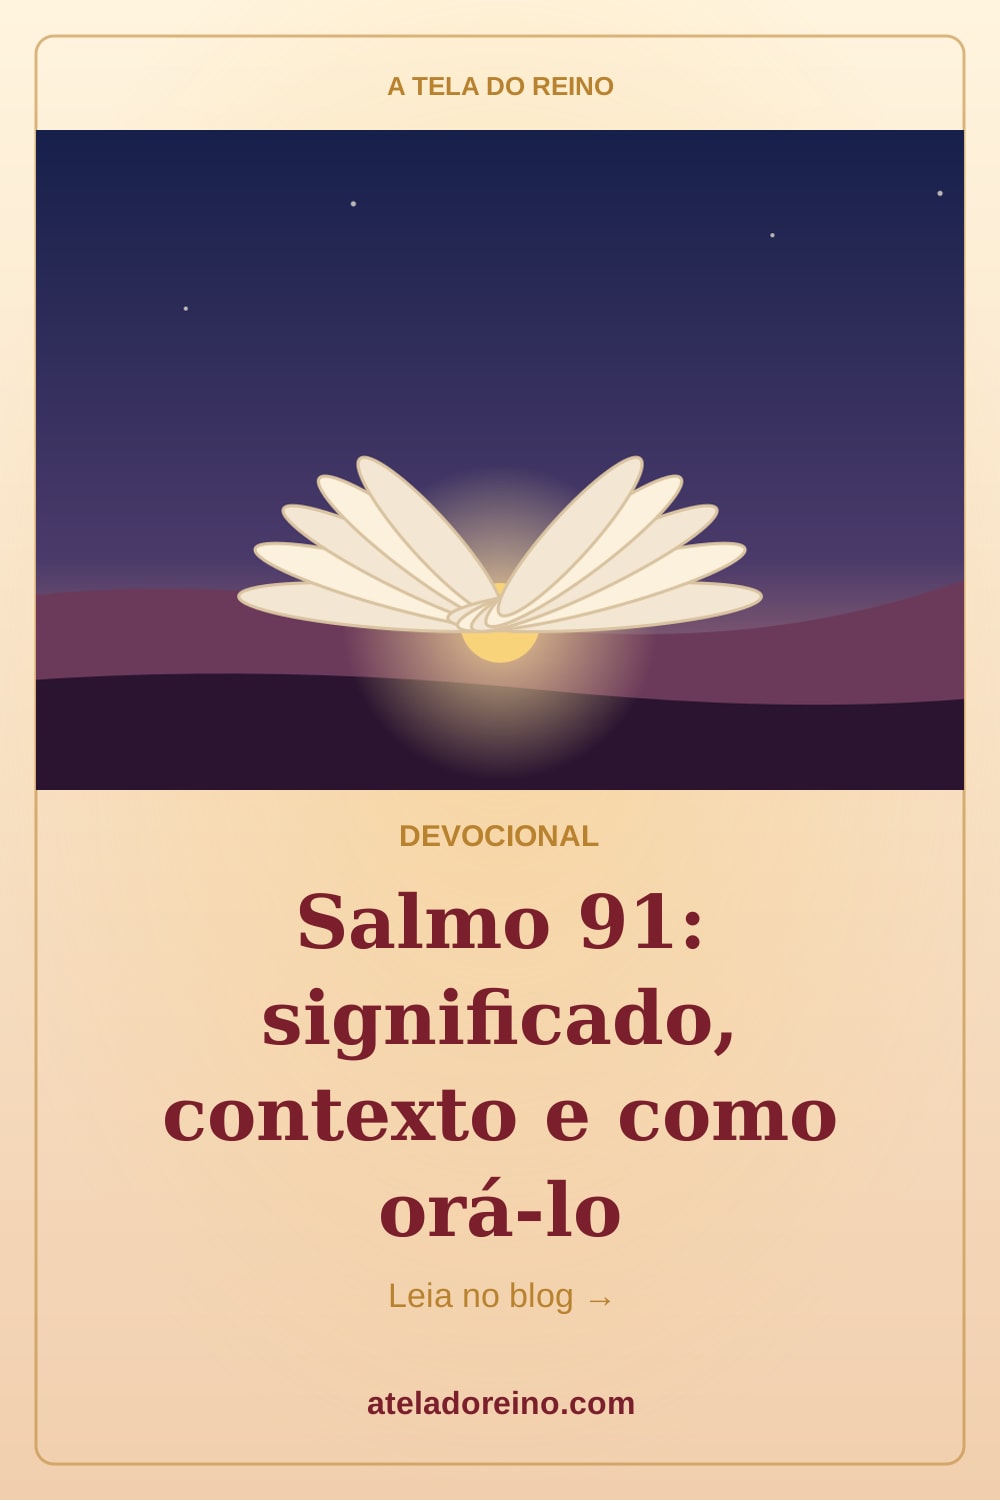 A TELA DO REINO
DEVOCIONAL
Salmo 91:
significado,
contexto e como
orá-lo
Leia no blog →
ateladoreino.com